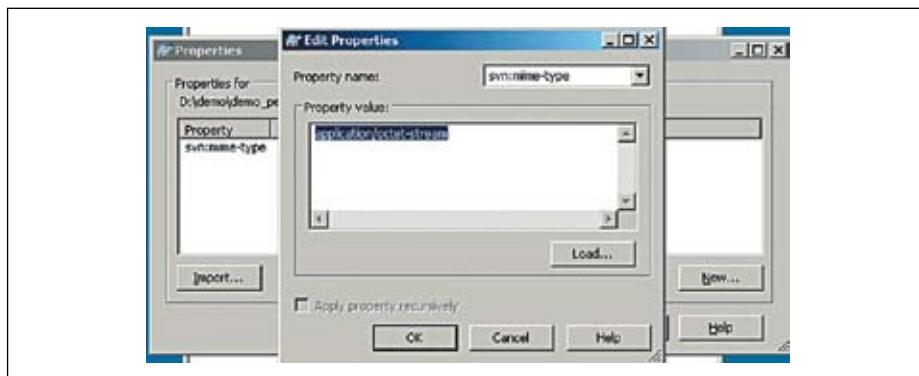 Properties
Edit Properties
Property name:
svn:mime-type
Properties for
D:\demo\demo_pe
Property value:
application/octet-stream
Property
svn:mime-type
Load...
Import...
New...
Apply property recursively
OK
Cancel
Help
Help